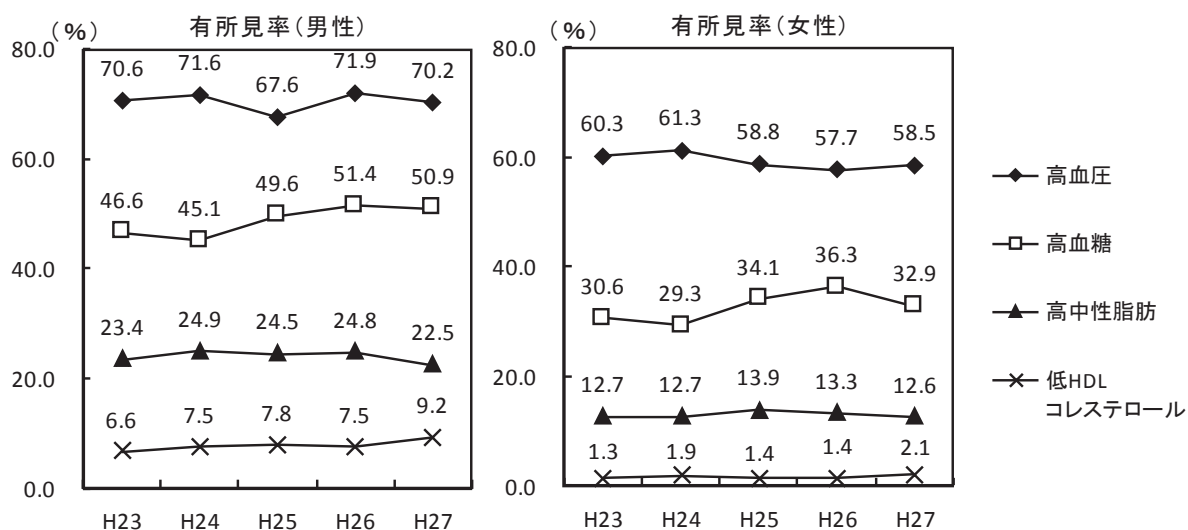 有所見率（男性）
（%）
80.0
60.0
40.0
20.0
0.0
70.6 71.6 67.6 71.9 70.2
46.6 45.1 49.6 51.4 50.9
23.4 24.9 24.5 24.8 22.5
6.6 7.5 7.8 7.5 9.2
H23 H24 H25 H26 H27
有所見率（女性）
（%）
80.0
60.0
40.0
20.0
0.0
60.3 61.3 58.8 57.7 58.5
30.6 29.3 34.1 36.3 32.9
12.7 12.7 13.9 13.3 12.6
1.3 1.9 1.4 1.4 2.1
H23 H24 H25 H26 H27
高血圧
高血糖
高中性脂肪
低HDL
コレステロール